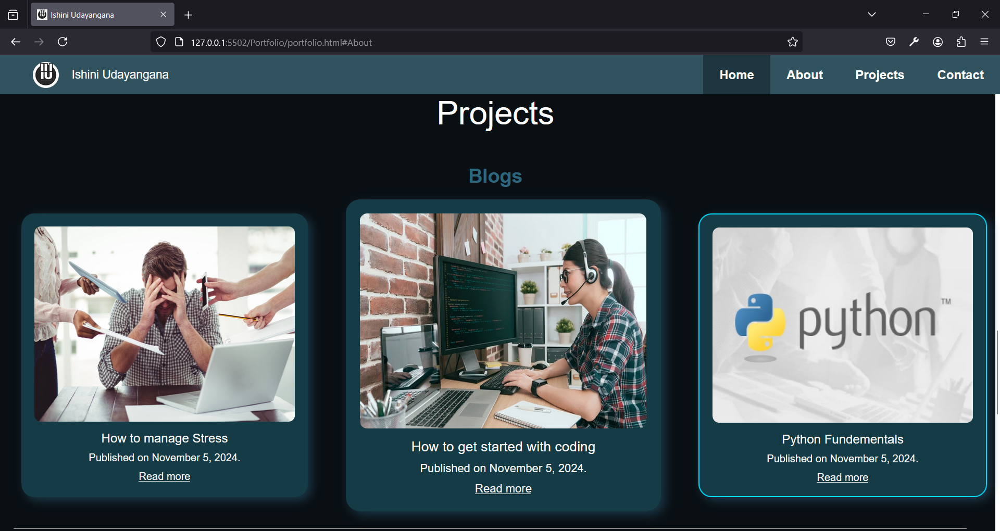 Ishini Udayangana
127.0.0.1:5502/Portfolio/portfolio.html#About
IU
Ishini Udayangana
Home
About
Projects
Contact
Projects
Blogs
How to manage Stress
Published on November 5, 2024.
Read more
How to get started with coding
Published on November 5, 2024.
Read more
python™
Python Fundementals
Published on November 5, 2024.
Read more